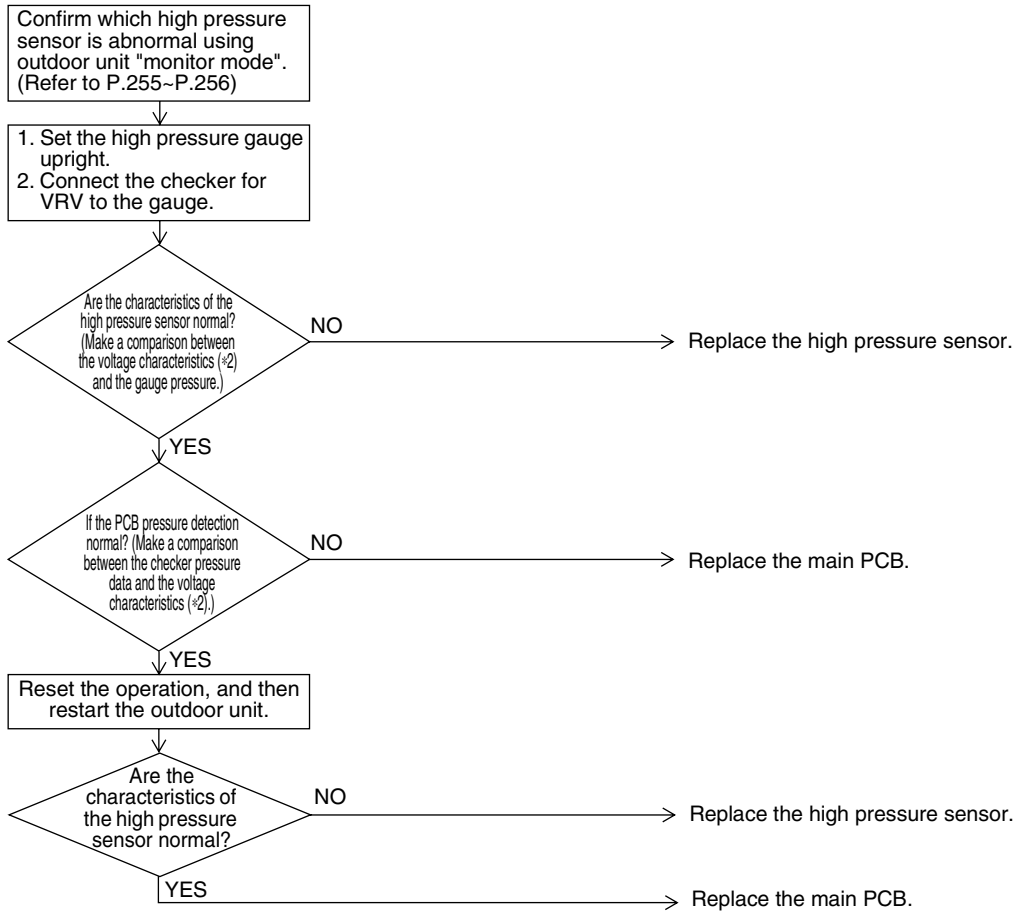 Confirm which high pressure
sensor is abnormal using
outdoor unit "monitor mode".
(Refer to P.255~P.256)
1. Set the high pressure gauge
upright.
2. Connect the checker for
VRV to the gauge.
Are the characteristics of the
high pressure sensor normal?
(Make a comparison between
the voltage characteristics (*2)
and the gauge pressure.)
NO
Replace the high pressure sensor.
YES
If the PCB pressure detection
normal? (Make a comparison
between the checker pressure
data and the voltage
characteristics (*2).)
NO
Replace the main PCB.
YES
Reset the operation, and then
restart the outdoor unit.
Are the
characteristics of
the high pressure
sensor normal?
NO
Replace the high pressure sensor.
YES
Replace the main PCB.